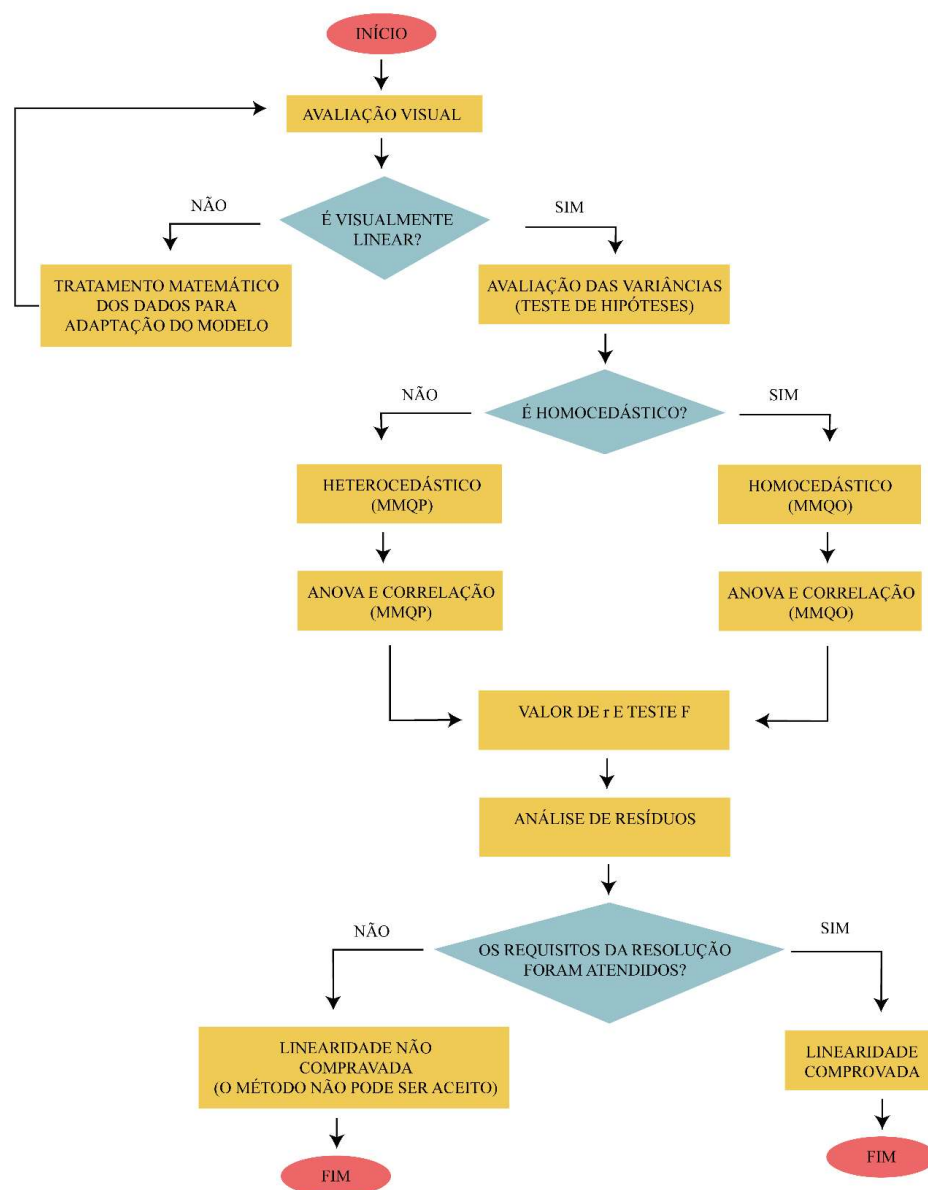 INÍCIO
AVALIAÇÃO VISUAL
É VISUALMENTE
LINEAR?
NÃO
SIM
TRATAMENTO MATEMÁTICO
DOS DADOS PARA
ADAPTAÇÃO DO MODELO
AVALIAÇÃO DAS VARIÂNCIAS
(TESTE DE HIPÓTESES)
É HOMOCEDÁSTICO?
NÃO
SIM
HETEROCEDÁSTICO
(MMQP)
HOMOCEDÁSTICO
(MMQO)
ANOVA E CORRELAÇÃO
(MMQP)
ANOVA E CORRELAÇÃO
(MMQO)
VALOR DE r E TESTE F
ANÁLISE DE RESÍDUOS
OS REQUISITOS DA RESOLUÇÃO
FORAM ATENDIDOS?
NÃO
SIM
LINEARIDADE NÃO
COMPRAVADA
(O MÉTODO NÃO PODE SER ACEITO)
LINEARIDADE
COMPROVADA
FIM
FIM